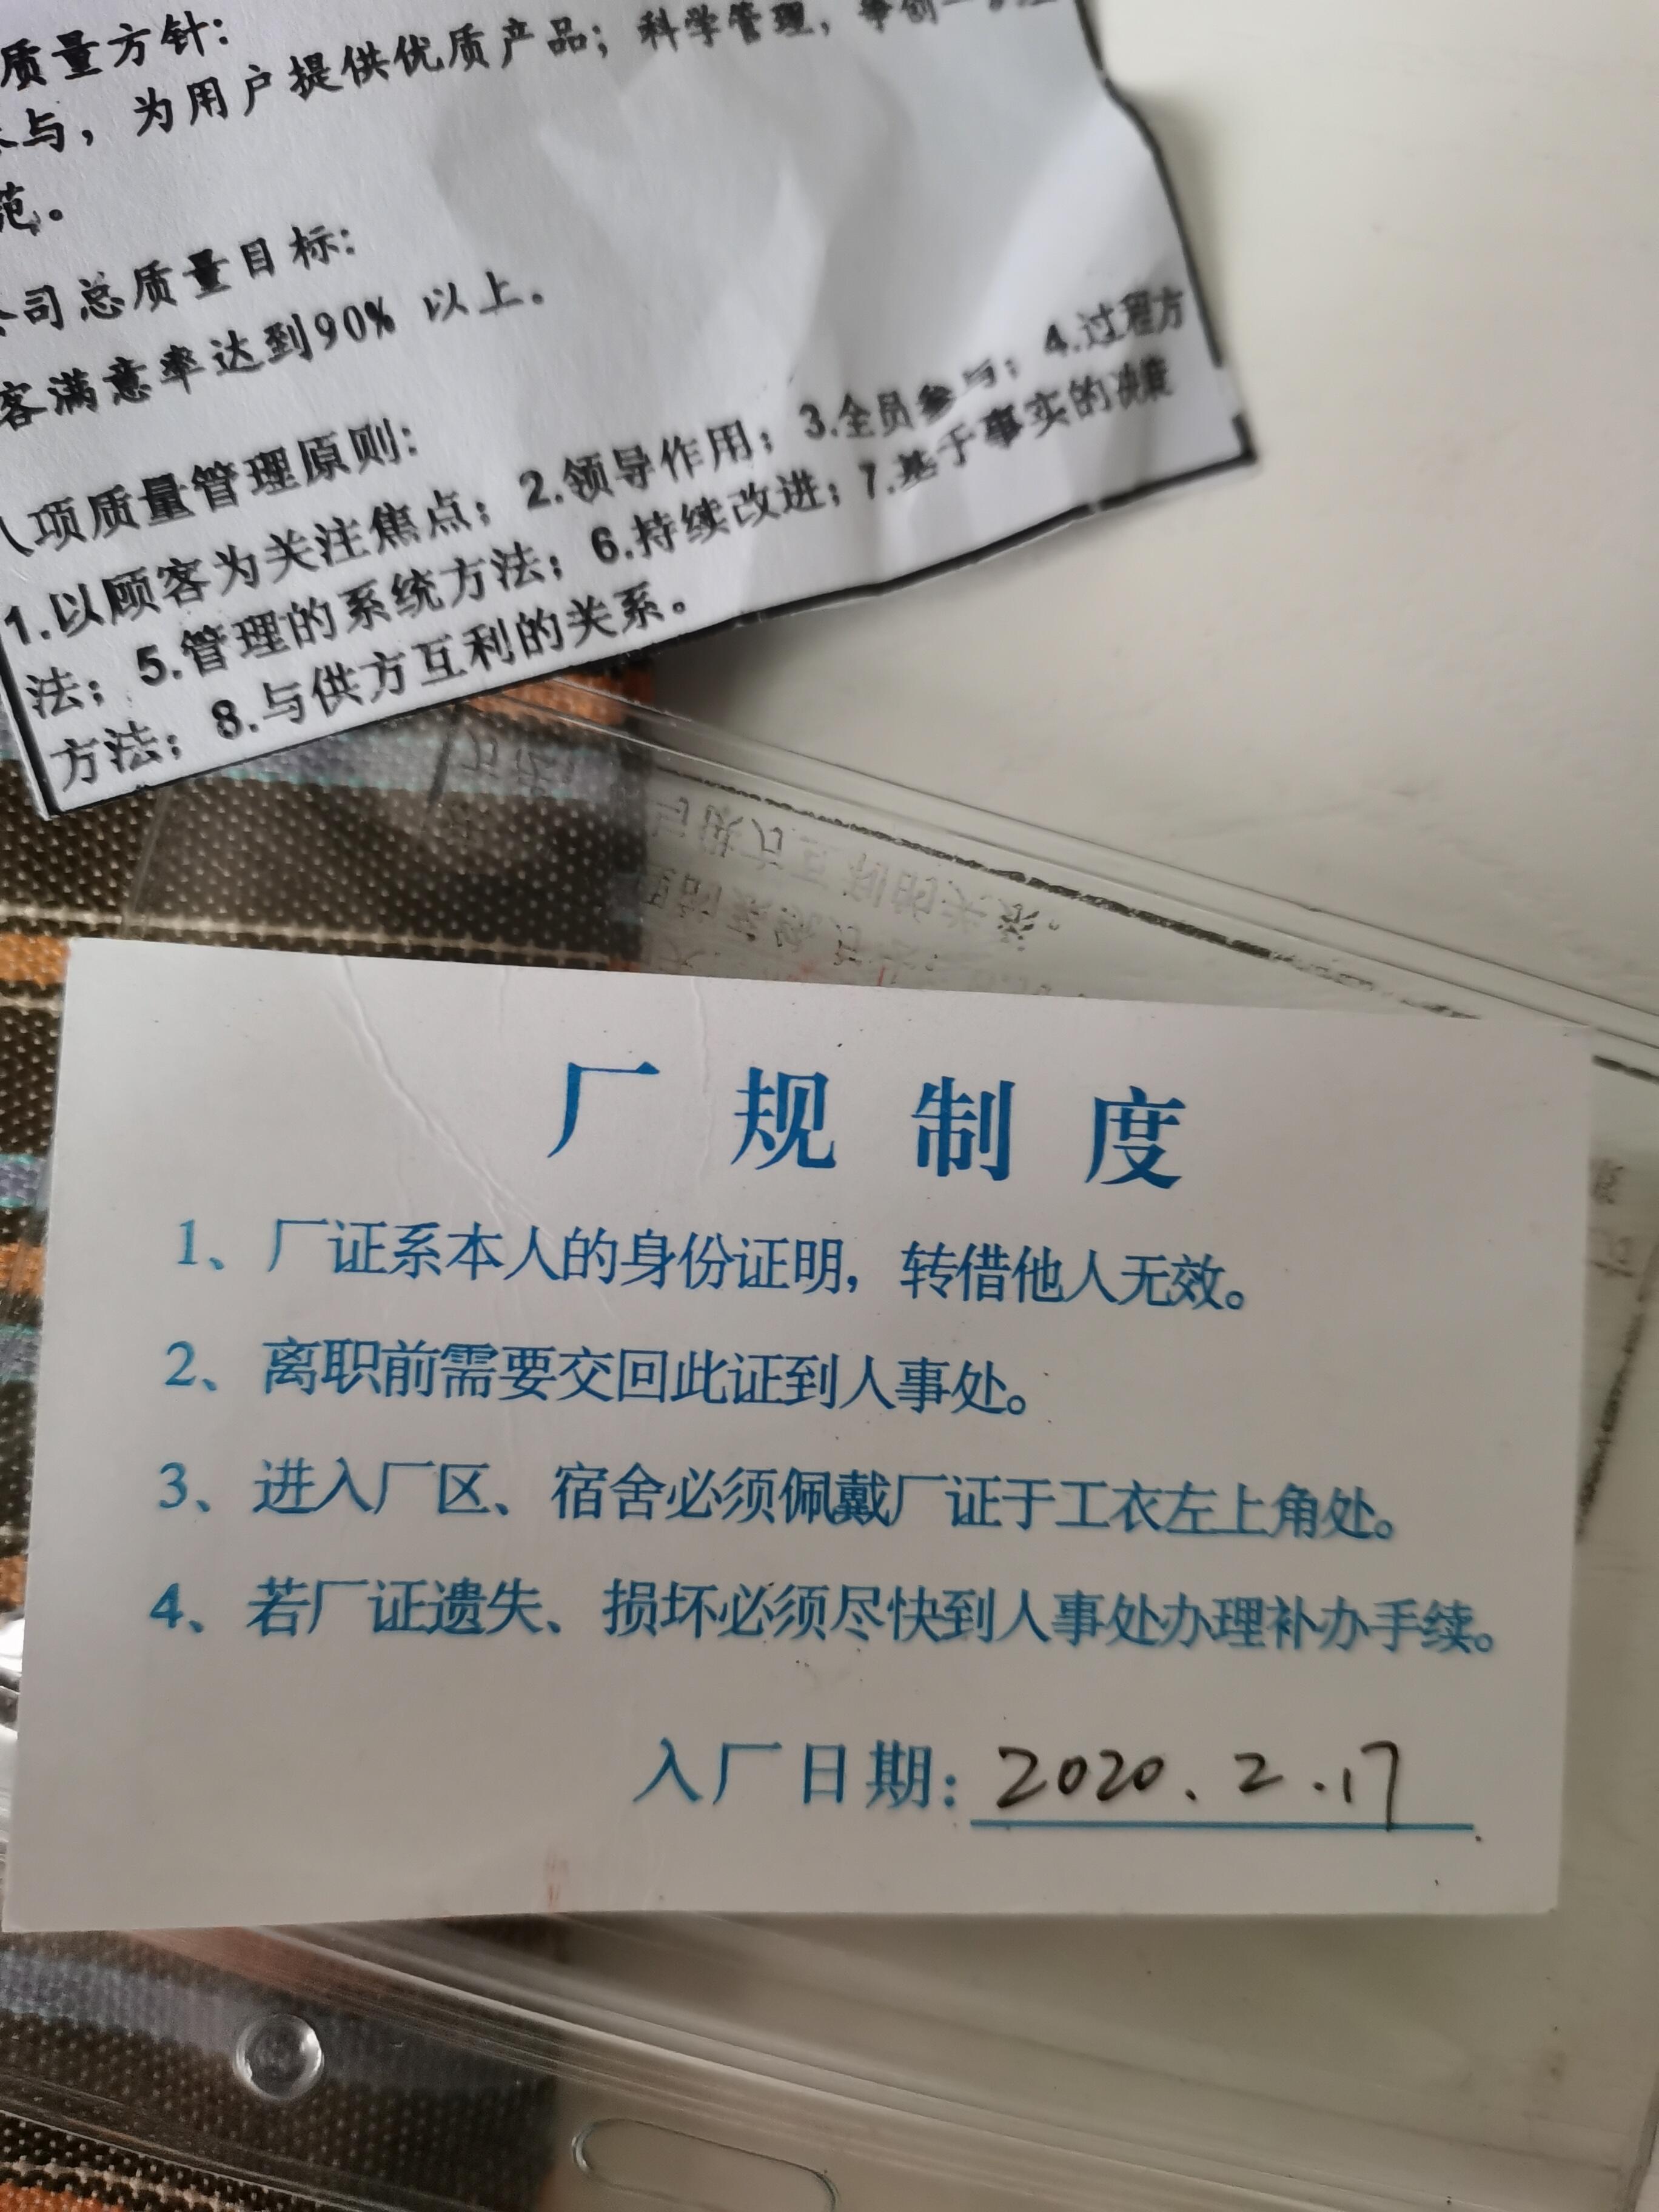 质量方针：
与，为用户提供优质产品；科学管理，争创一
范。
司总质量目标：
客满意率达到90% 以上。
八项质量管理原则：
1.以顾客为关注焦点；2.领导作用；3.全员参与；4.过程方
法；5.管理的系统方法；6.持续改进；7.基于事实的决策
方法；8.与供方互利的关系。
厂规制度
1、厂证系本人的身份证明，转借他人无效。
2、离职前需要交回此证到人事处。
3、进入厂区、宿舍必须佩戴厂证于工衣左上角处。
4、若厂证遗失、损坏必须尽快到人事处办理补办手续。
入厂日期：2020.2.17